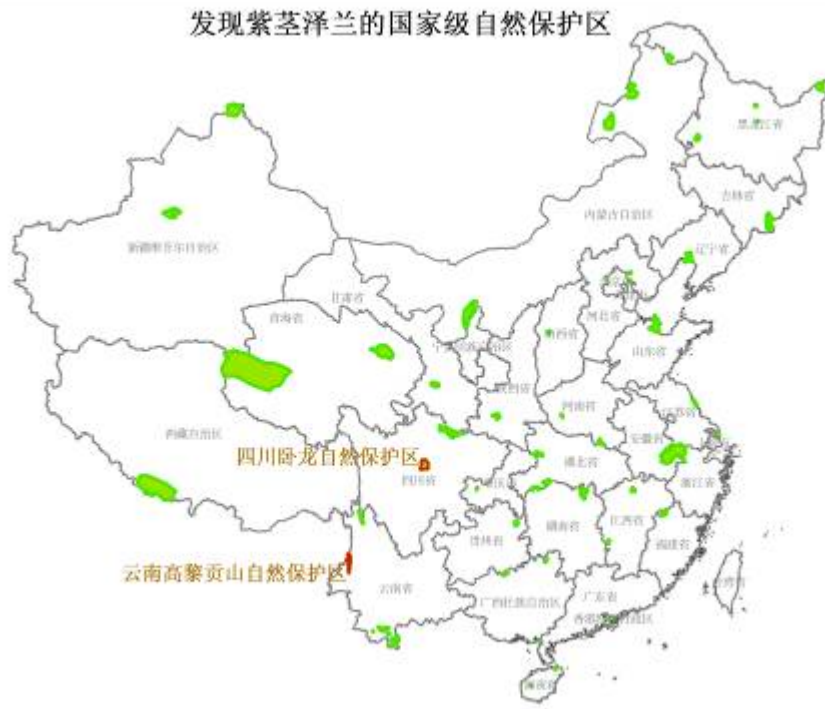 发现紫茎泽兰的国家级自然保护区
黑龙江省
吉林省
内蒙古自治区
辽宁省
新疆维吾尔自治区
甘肃省
河北省
青海省
山西省
山东省
陕西省
河南省
江苏省
西藏自治区
安徽省
四川卧龙自然保护区
四川省
湖北省
浙江省
湖南省
江西省
贵州省
福建省
云南高黎贡山自然保护区
云南省
广西壮族自治区
广东省
台湾省
海南省